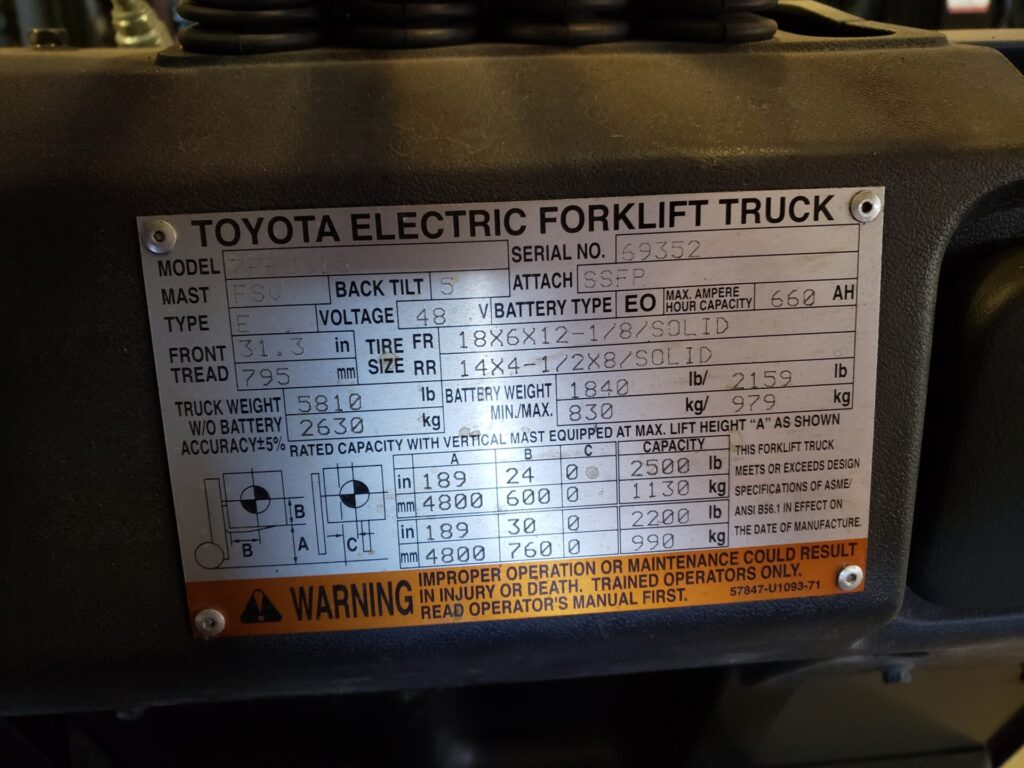 TOYOTA ELECTRIC FORKLIFT TRUCK
MODEL SERIAL NO. 69352
MAST FSV BACK TILT 5 ATTACH SSFP
TYPE E VOLTAGE 48 V BATTERY TYPE EO MAX. AMPERE HOUR CAPACITY 660 AH
FRONT TREAD 31.3 in TIRE SIZE FR 18X6X12-1/8/SOLID
795 mm RR 14X4-1/2X8/SOLID
TRUCK WEIGHT 5810 lb BATTERY WEIGHT 1840 lb/ 2159 lb
W/O BATTERY 2630 kg MIN./MAX. 830 kg/ 979 kg
ACCURACY±5% RATED CAPACITY WITH VERTICAL MAST EQUIPPED AT MAX. LIFT HEIGHT "A" AS SHOWN
A B C CAPACITY
in 189 24 0 2500 lb
mm 4800 600 0 1130 kg
in 189 30 0 2200 lb
mm 4800 760 0 990 kg
B
B A C
THIS FORKLIFT TRUCK
MEETS OR EXCEEDS DESIGN
SPECIFICATIONS OF ASME/
ANSI B56.1 IN EFFECT ON
THE DATE OF MANUFACTURE.
WARNING IMPROPER OPERATION OR MAINTENANCE COULD RESULT
IN INJURY OR DEATH. TRAINED OPERATORS ONLY.
READ OPERATOR'S MANUAL FIRST. 57847-U1093-71